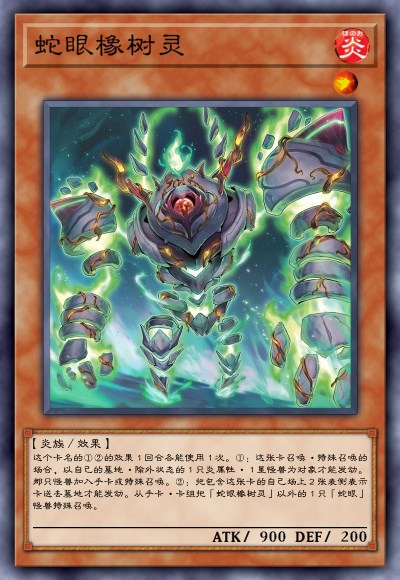 蛇眼橡树灵
ほのお
炎
【炎族／效果】
这个卡名的①②的效果1回合各能使用1次。①：这张卡召唤·特殊召唤的
场合，以自己的墓地·除外状态的1只炎属性·1星怪兽为对象才能发动。
那只怪兽加入手卡或特殊召唤。②：把包含这张卡的自己场上2张表侧表示
卡送去墓地才能发动。从手卡·卡组把「蛇眼橡树灵」以外的1只「蛇眼」
怪兽特殊召唤。
ATK/ 900 DEF/ 200